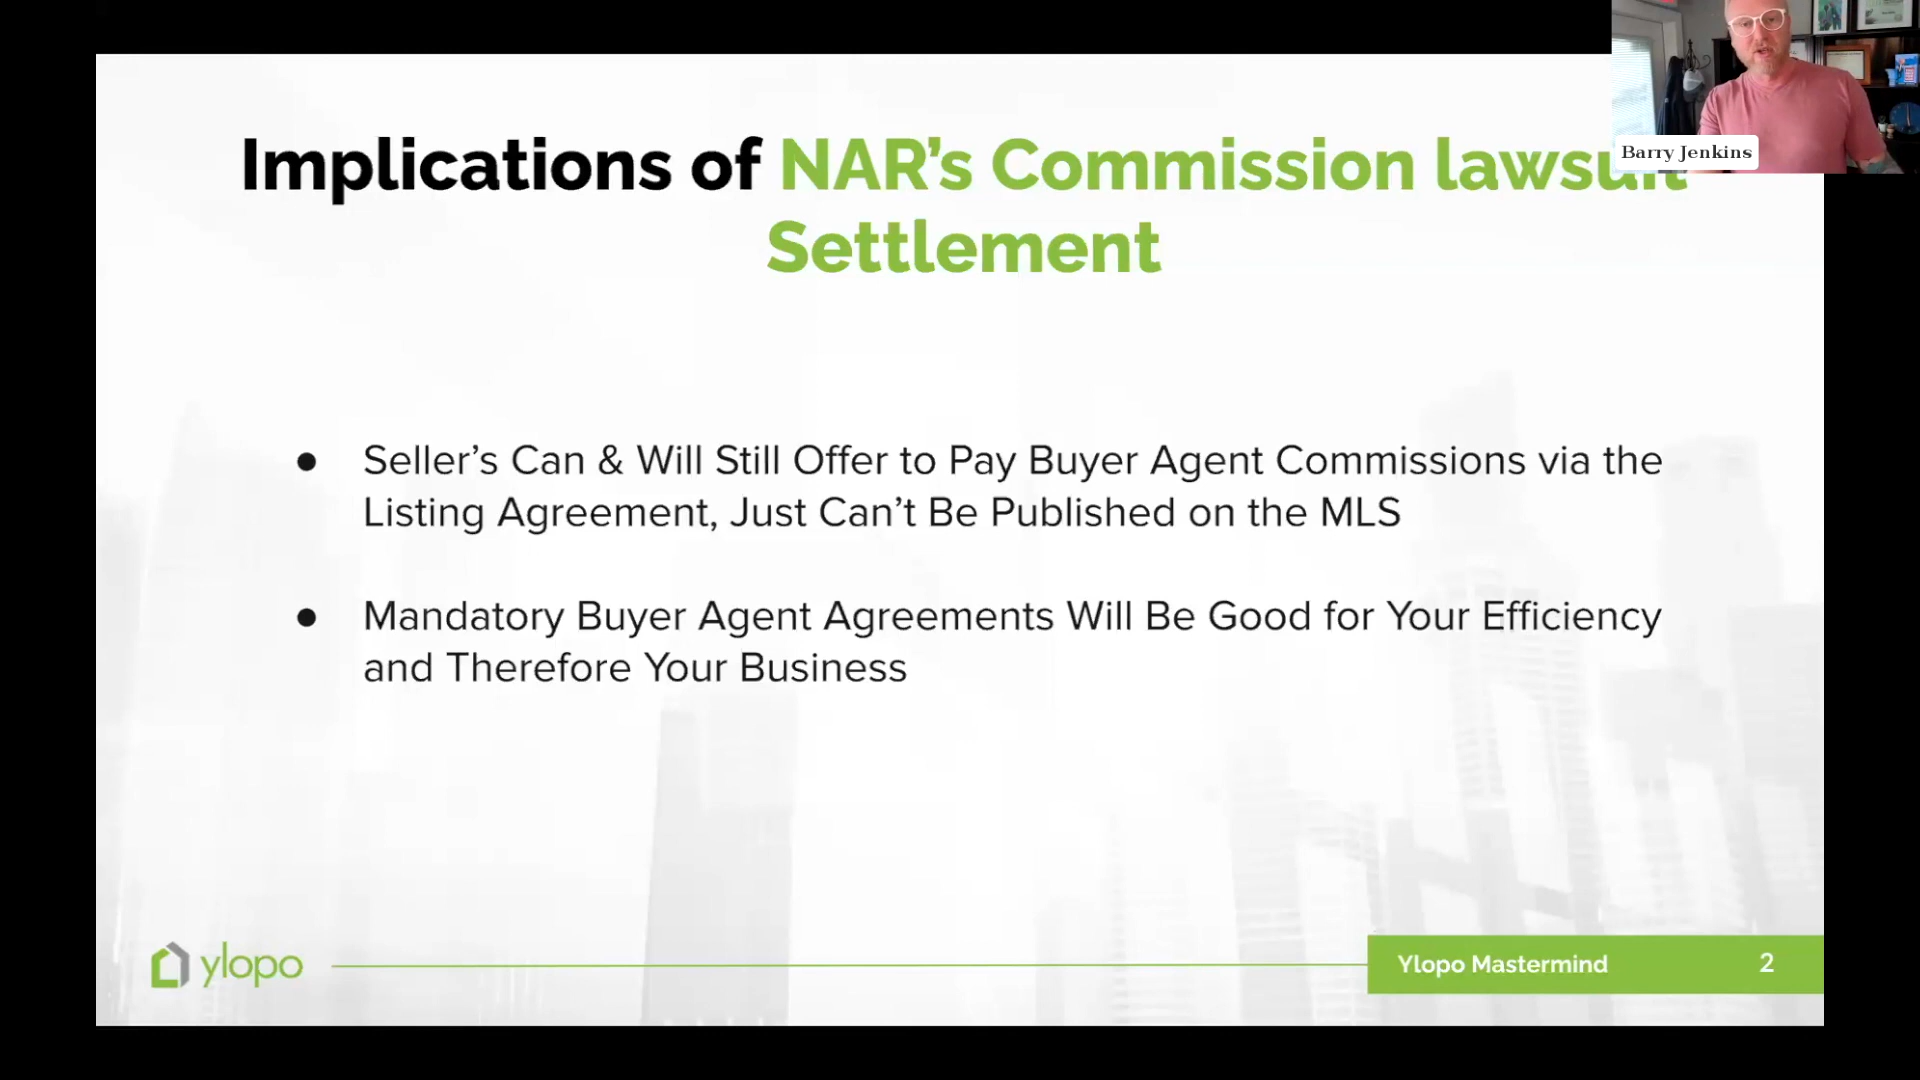 Implications of NAR’s Commission lawsuit
Settlement
Barry Jenkins
● Seller’s Can & Will Still Offer to Pay Buyer Agent Commissions via the
Listing Agreement, Just Can’t Be Published on the MLS
● Mandatory Buyer Agent Agreements Will Be Good for Your Efficiency
and Therefore Your Business
ylopo
Ylopo Mastermind 2